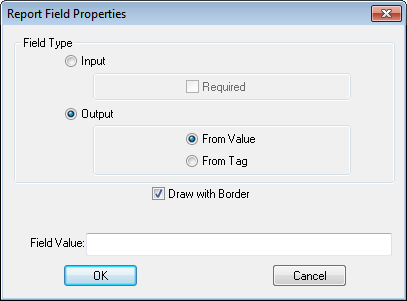 Report Field Properties
Field Type
Input
Required
Output
From Value
From Tag
Draw with Border
Field Value:
OK Cancel